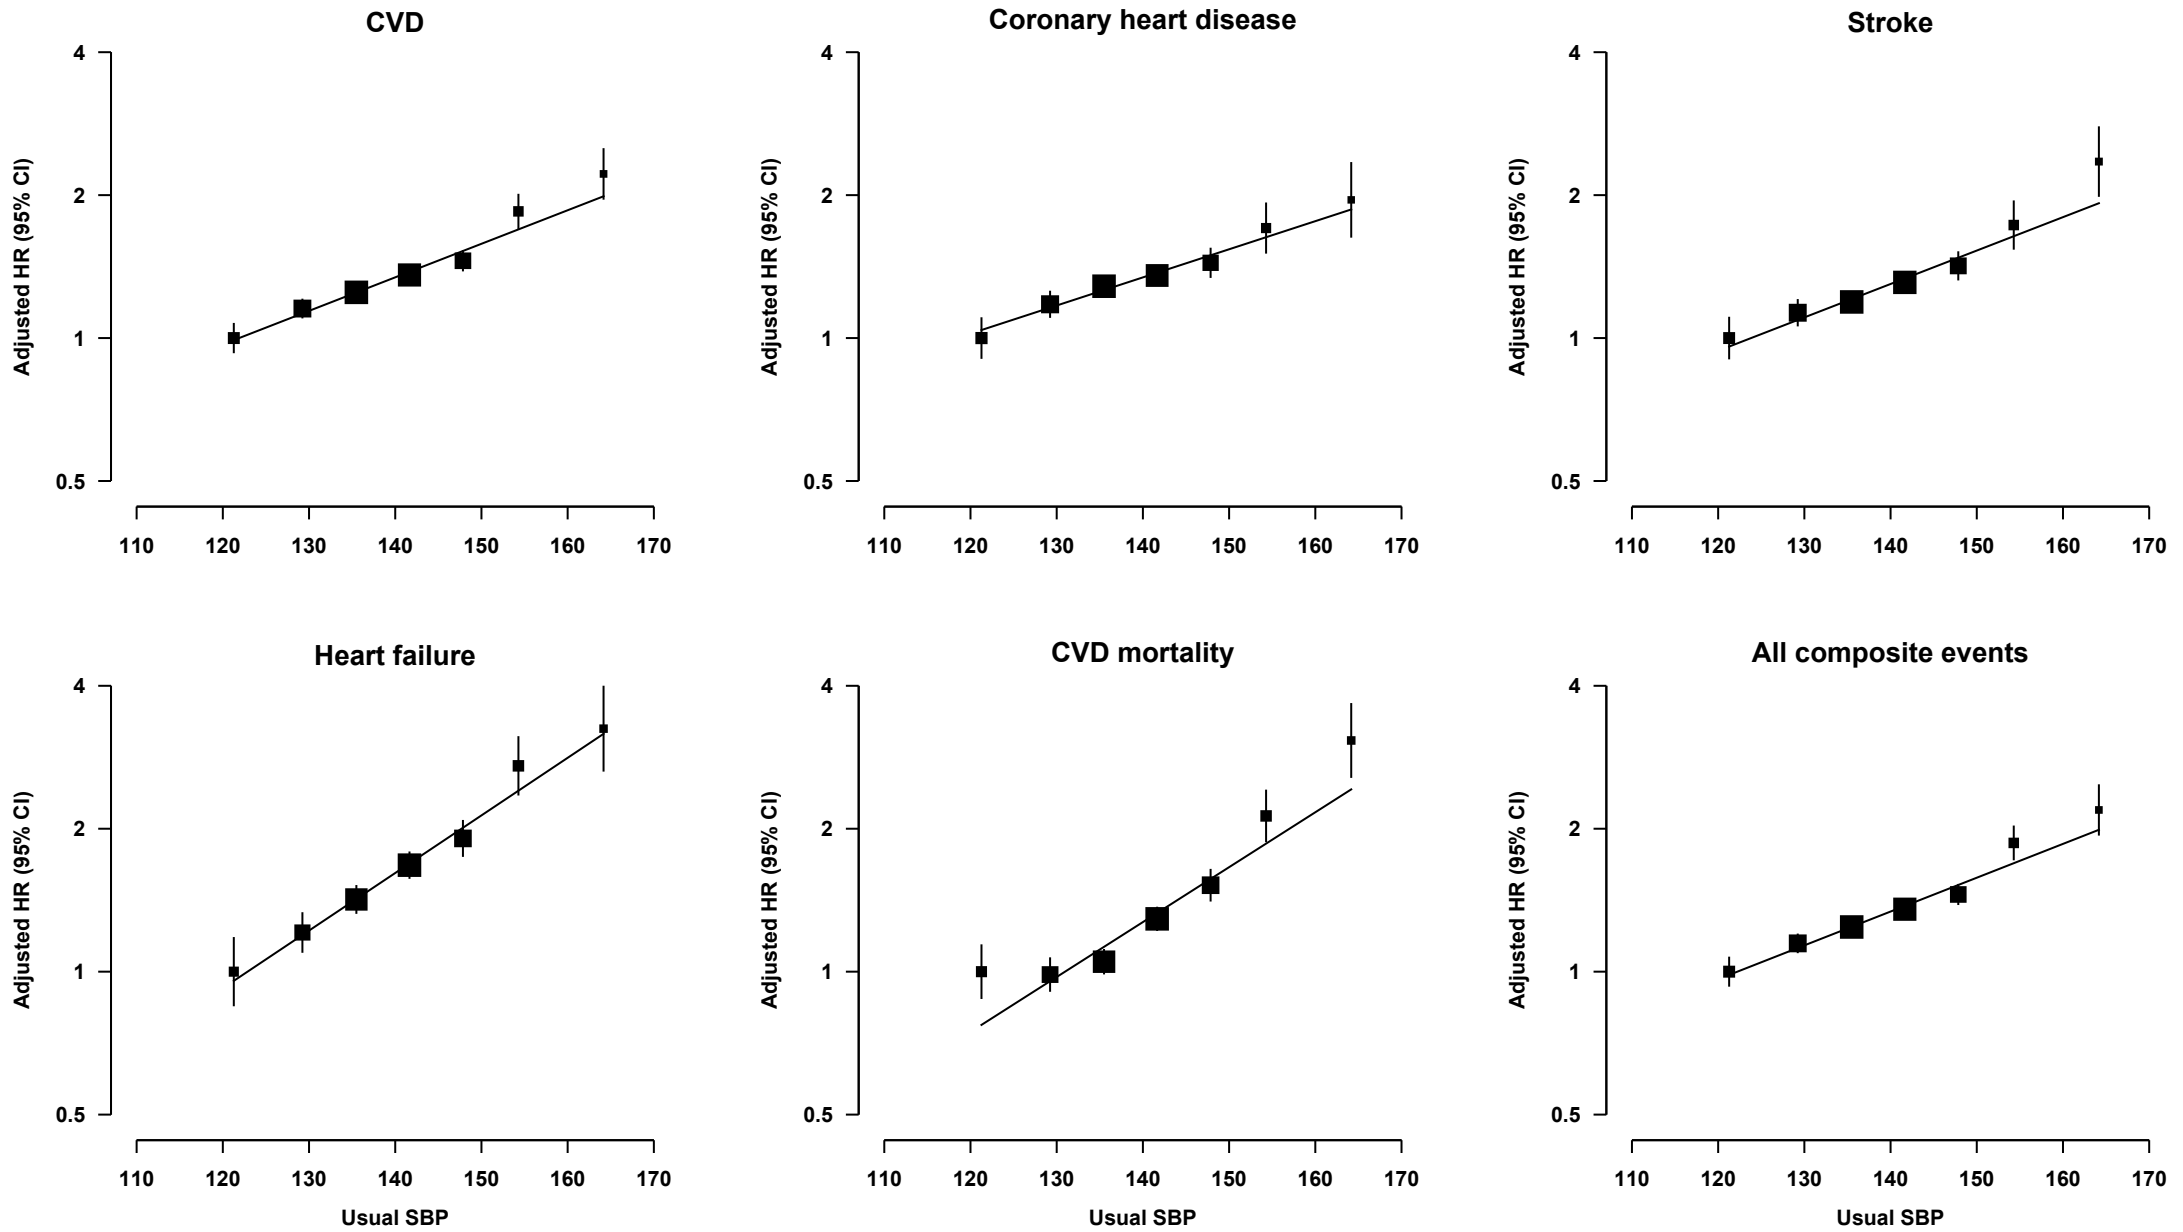 CVD
4
2
1
0.5
Adjusted HR (95% CI)
110 120 130 140 150 160 170
Coronary heart disease
4
2
1
0.5
Adjusted HR (95% CI)
110 120 130 140 150 160 170
Stroke
4
2
1
0.5
Adjusted HR (95% CI)
110 120 130 140 150 160 170
Heart failure
4
2
1
0.5
Adjusted HR (95% CI)
110 120 130 140 150 160 170
Usual SBP
CVD mortality
4
2
1
0.5
Adjusted HR (95% CI)
110 120 130 140 150 160 170
Usual SBP
All composite events
4
2
1
0.5
Adjusted HR (95% CI)
110 120 130 140 150 160 170
Usual SBP